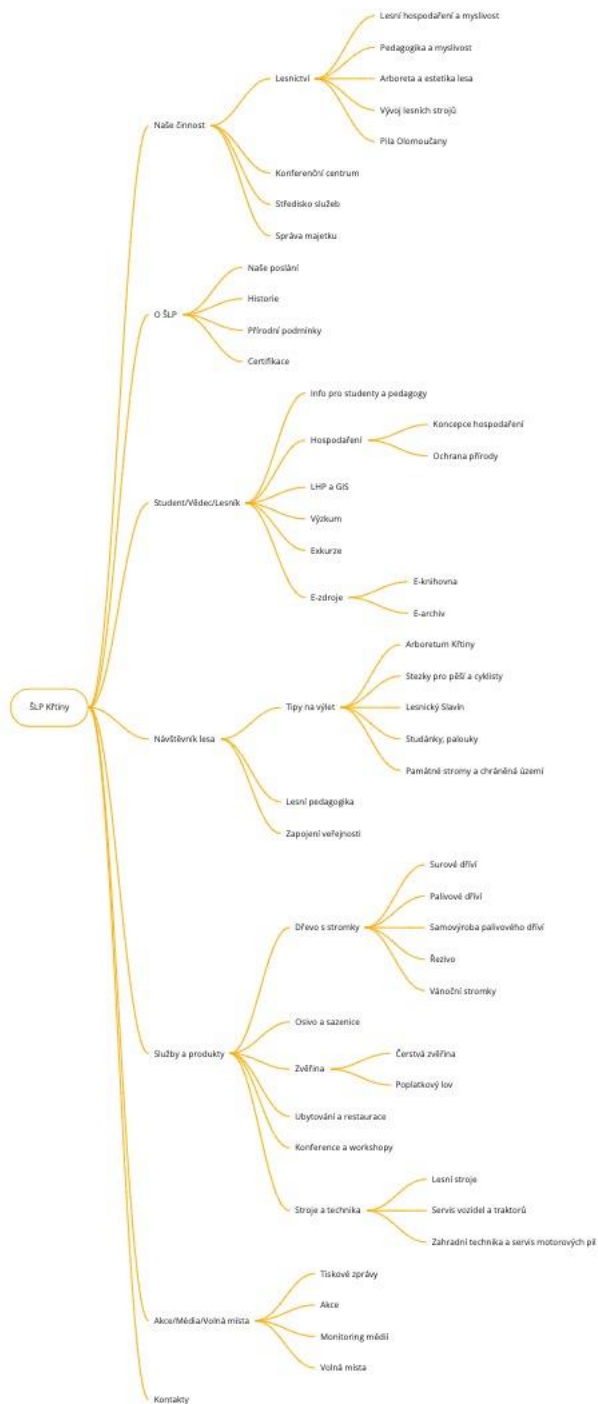 Lesní hospodaření a myslivost
Pedagogika a myslivost
Lesnictví
Arboreta a estetika lesa
Vývoj lesních strojů
Naše činnost
Pila Olomoučany
Konferenční centrum
Středisko služeb
Správa majetku
Naše poslání
Historie
O ŠLP
Přírodní podmínky
Certifikace
Info pro studenty a pedagogy
Koncepce hospodaření
Hospodaření
Ochrana přírody
LHP a GIS
Student/Vědec/Lesník
Výzkum
Exkurze
E-knihovna
E-zdroje
E-archiv
Arboretum Křtiny
Stezky pro pěší a cyklisty
ŠLP Křtiny
Tipy na výlet
Lesnický Slavín
Návštěvník lesa
Studánky, palouky
Památné stromy a chráněná území
Lesní pedagogika
Zapojení veřejnosti
Surové dříví
Palivové dříví
Dřevo s stromky
Samovýroba palivového dříví
Řezivo
Vánoční stromky
Osivo a sazenice
Služby a produkty
Čerstvá zvěřina
Zvěřina
Poplatkový lov
Ubytování a restaurace
Konference a workshopy
Lesní stroje
Stroje a technika
Servis vozidel a traktorů
Zahradní technika a servis motorových pil
Tiskové zprávy
Akce
Akce/Média/Volná místa
Monitoring médií
Volná místa
Kontakty